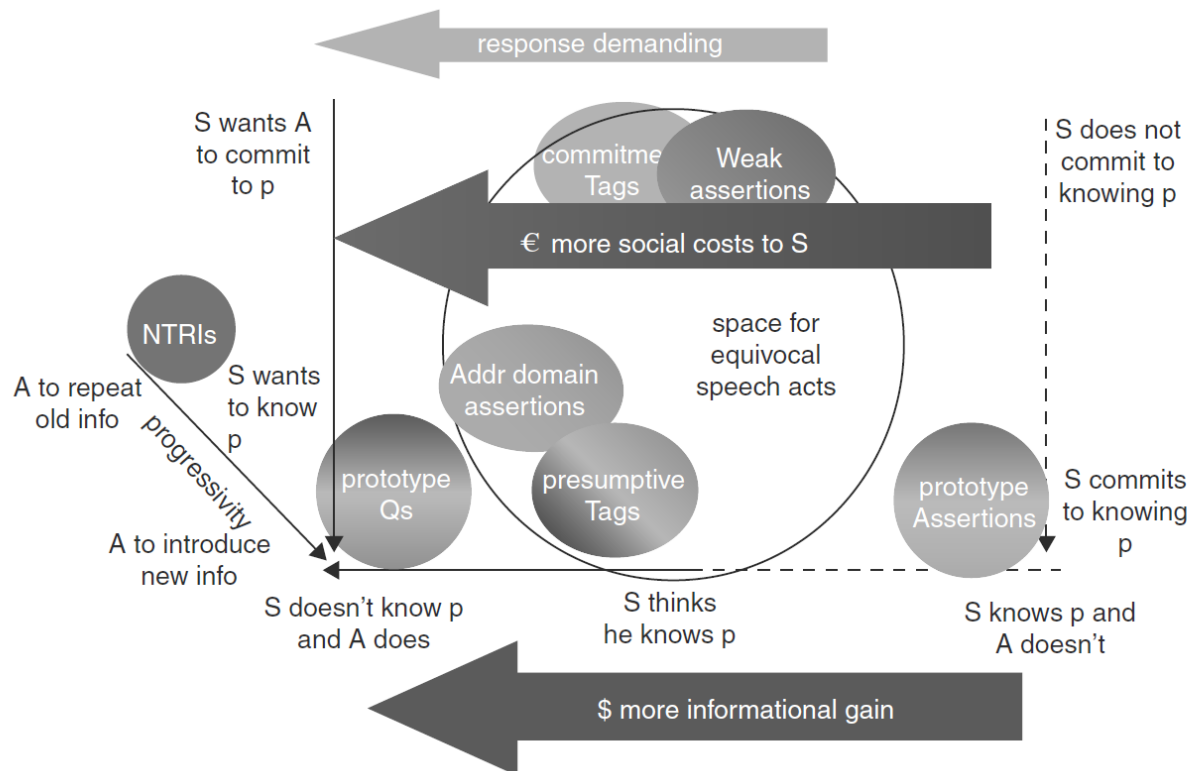 response demanding
S wants A
to commit
to p
commitme
Tags
Weak
assertions
S does not
commit to
knowing p
€ more social costs to S
NTRIs
space for
equivocal
speech acts
A to repeat
old info
S wants
to know
p
Addr domain
assertions
progressivity
prototype
Qs
presumptive
Tags
prototype
Assertions
S commits
to knowing
p
A to introduce
new info
S doesn’t know p
and A does
S thinks
he knows p
S knows p and
A doesn’t
$ more informational gain